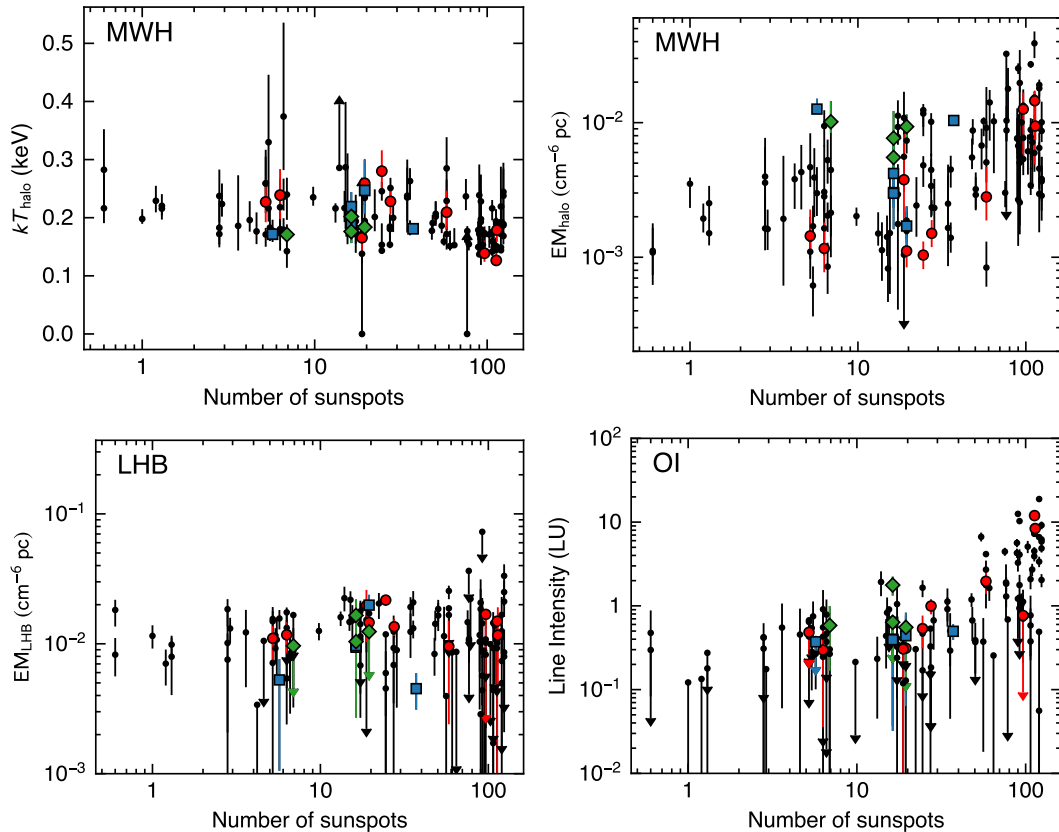 MWH
kT_halo (keV)
0.5
0.4
0.3
0.2
0.1
0.0
1
10
100
Number of sunspots
MWH
EM_halo (cm⁻⁶ pc)
10⁻²
10⁻³
1
10
100
Number of sunspots
LHB
EM_LHB (cm⁻⁶ pc)
10⁻¹
10⁻²
10⁻³
1
10
100
Number of sunspots
OI
Line Intensity (LU)
10²
10
1
10⁻¹
10⁻²
1
10
100
Number of sunspots